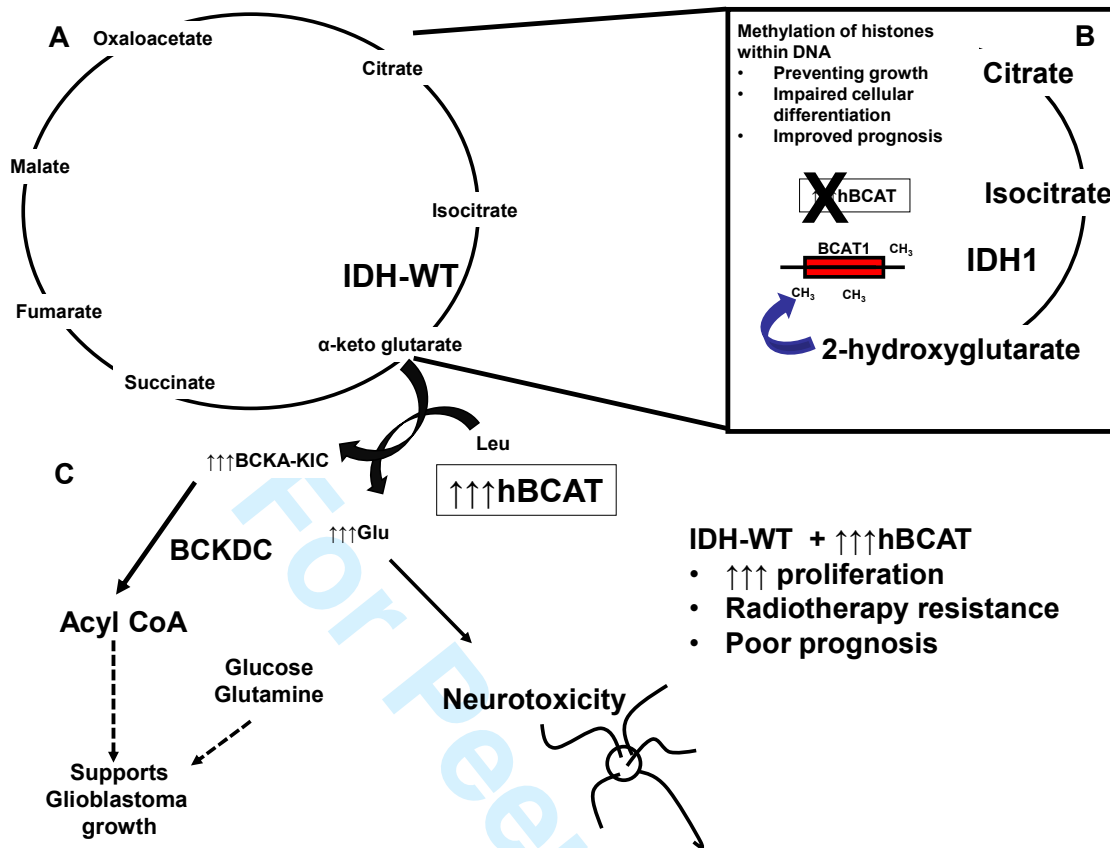 A
Oxaloacetate
Citrate
Malate
Isocitrate
IDH-WT
Fumarate
α-keto glutarate
Succinate
Methylation of histones
within DNA
• Preventing growth
• Impaired cellular
differentiation
• Improved prognosis
B
Citrate
↑↑↑hBCAT
Isocitrate
BCAT1
CH3
IDH1
CH3
CH3
2-hydroxyglutarate
C
Leu
↑↑↑BCKA-KIC
↑↑↑hBCAT
↑↑↑Glu
BCKDC
Acyl CoA
Glucose
Glutamine
Supports
Glioblastoma
growth
Neurotoxicity
IDH-WT + ↑↑↑hBCAT
• ↑↑↑ proliferation
• Radiotherapy resistance
• Poor prognosis
For Peer